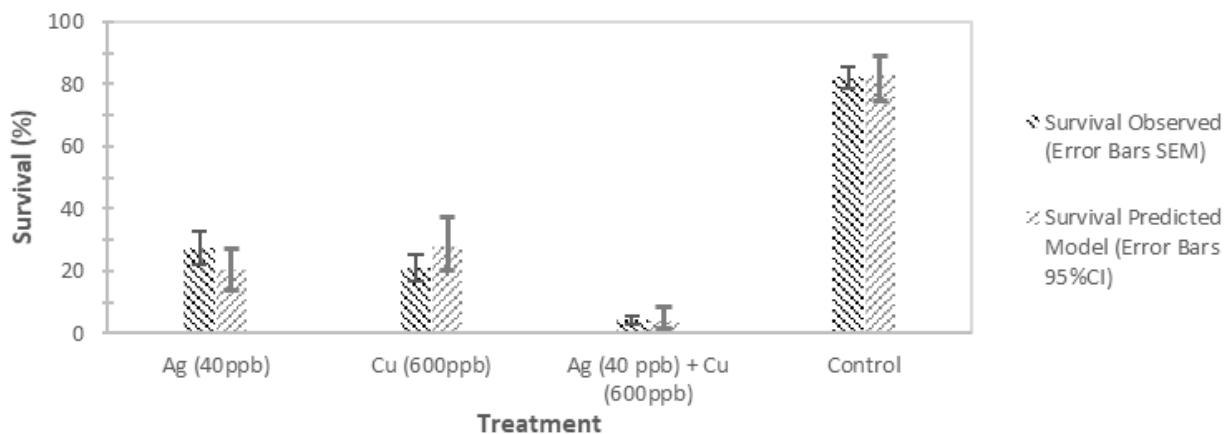 100
80
60
40
20
0
Survival (%)
Ag (40ppb)
Cu (600ppb)
Ag (40 ppb) + Cu
(600ppb)
Control
Treatment
Survival Observed
(Error Bars SEM)
Survival Predicted
Model (Error Bars
95%CI)